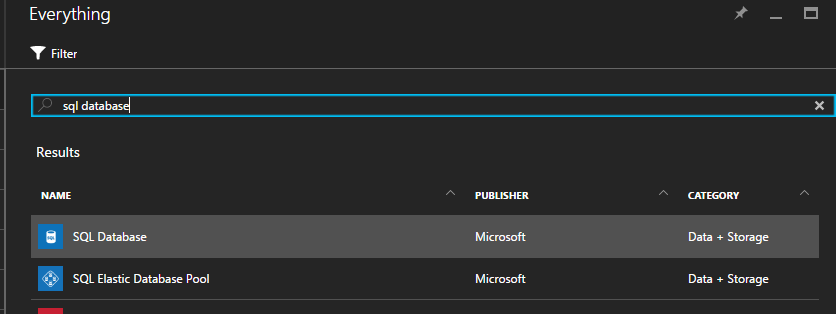 Everything
Filter
sql database
Results
NAME PUBLISHER CATEGORY
SQL Database Microsoft Data + Storage
SQL Elastic Database Pool Microsoft Data + Storage